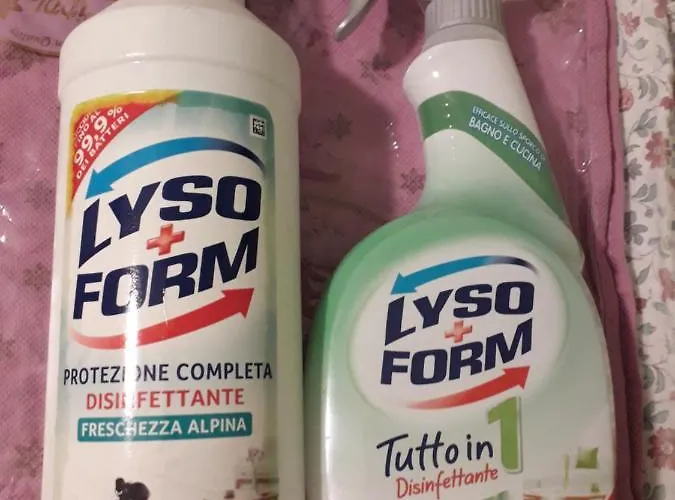 99,9%
DEI BATTERI
LYSO
FORM
PROTEZIONE COMPLETA
DISINFETTANTE
FRESCHEZZA ALPINA
EFFICACE SULLO SPORCO DI
BAGNO E CUCINA
LYSO
FORM
Tutto in 1
Disinfettante